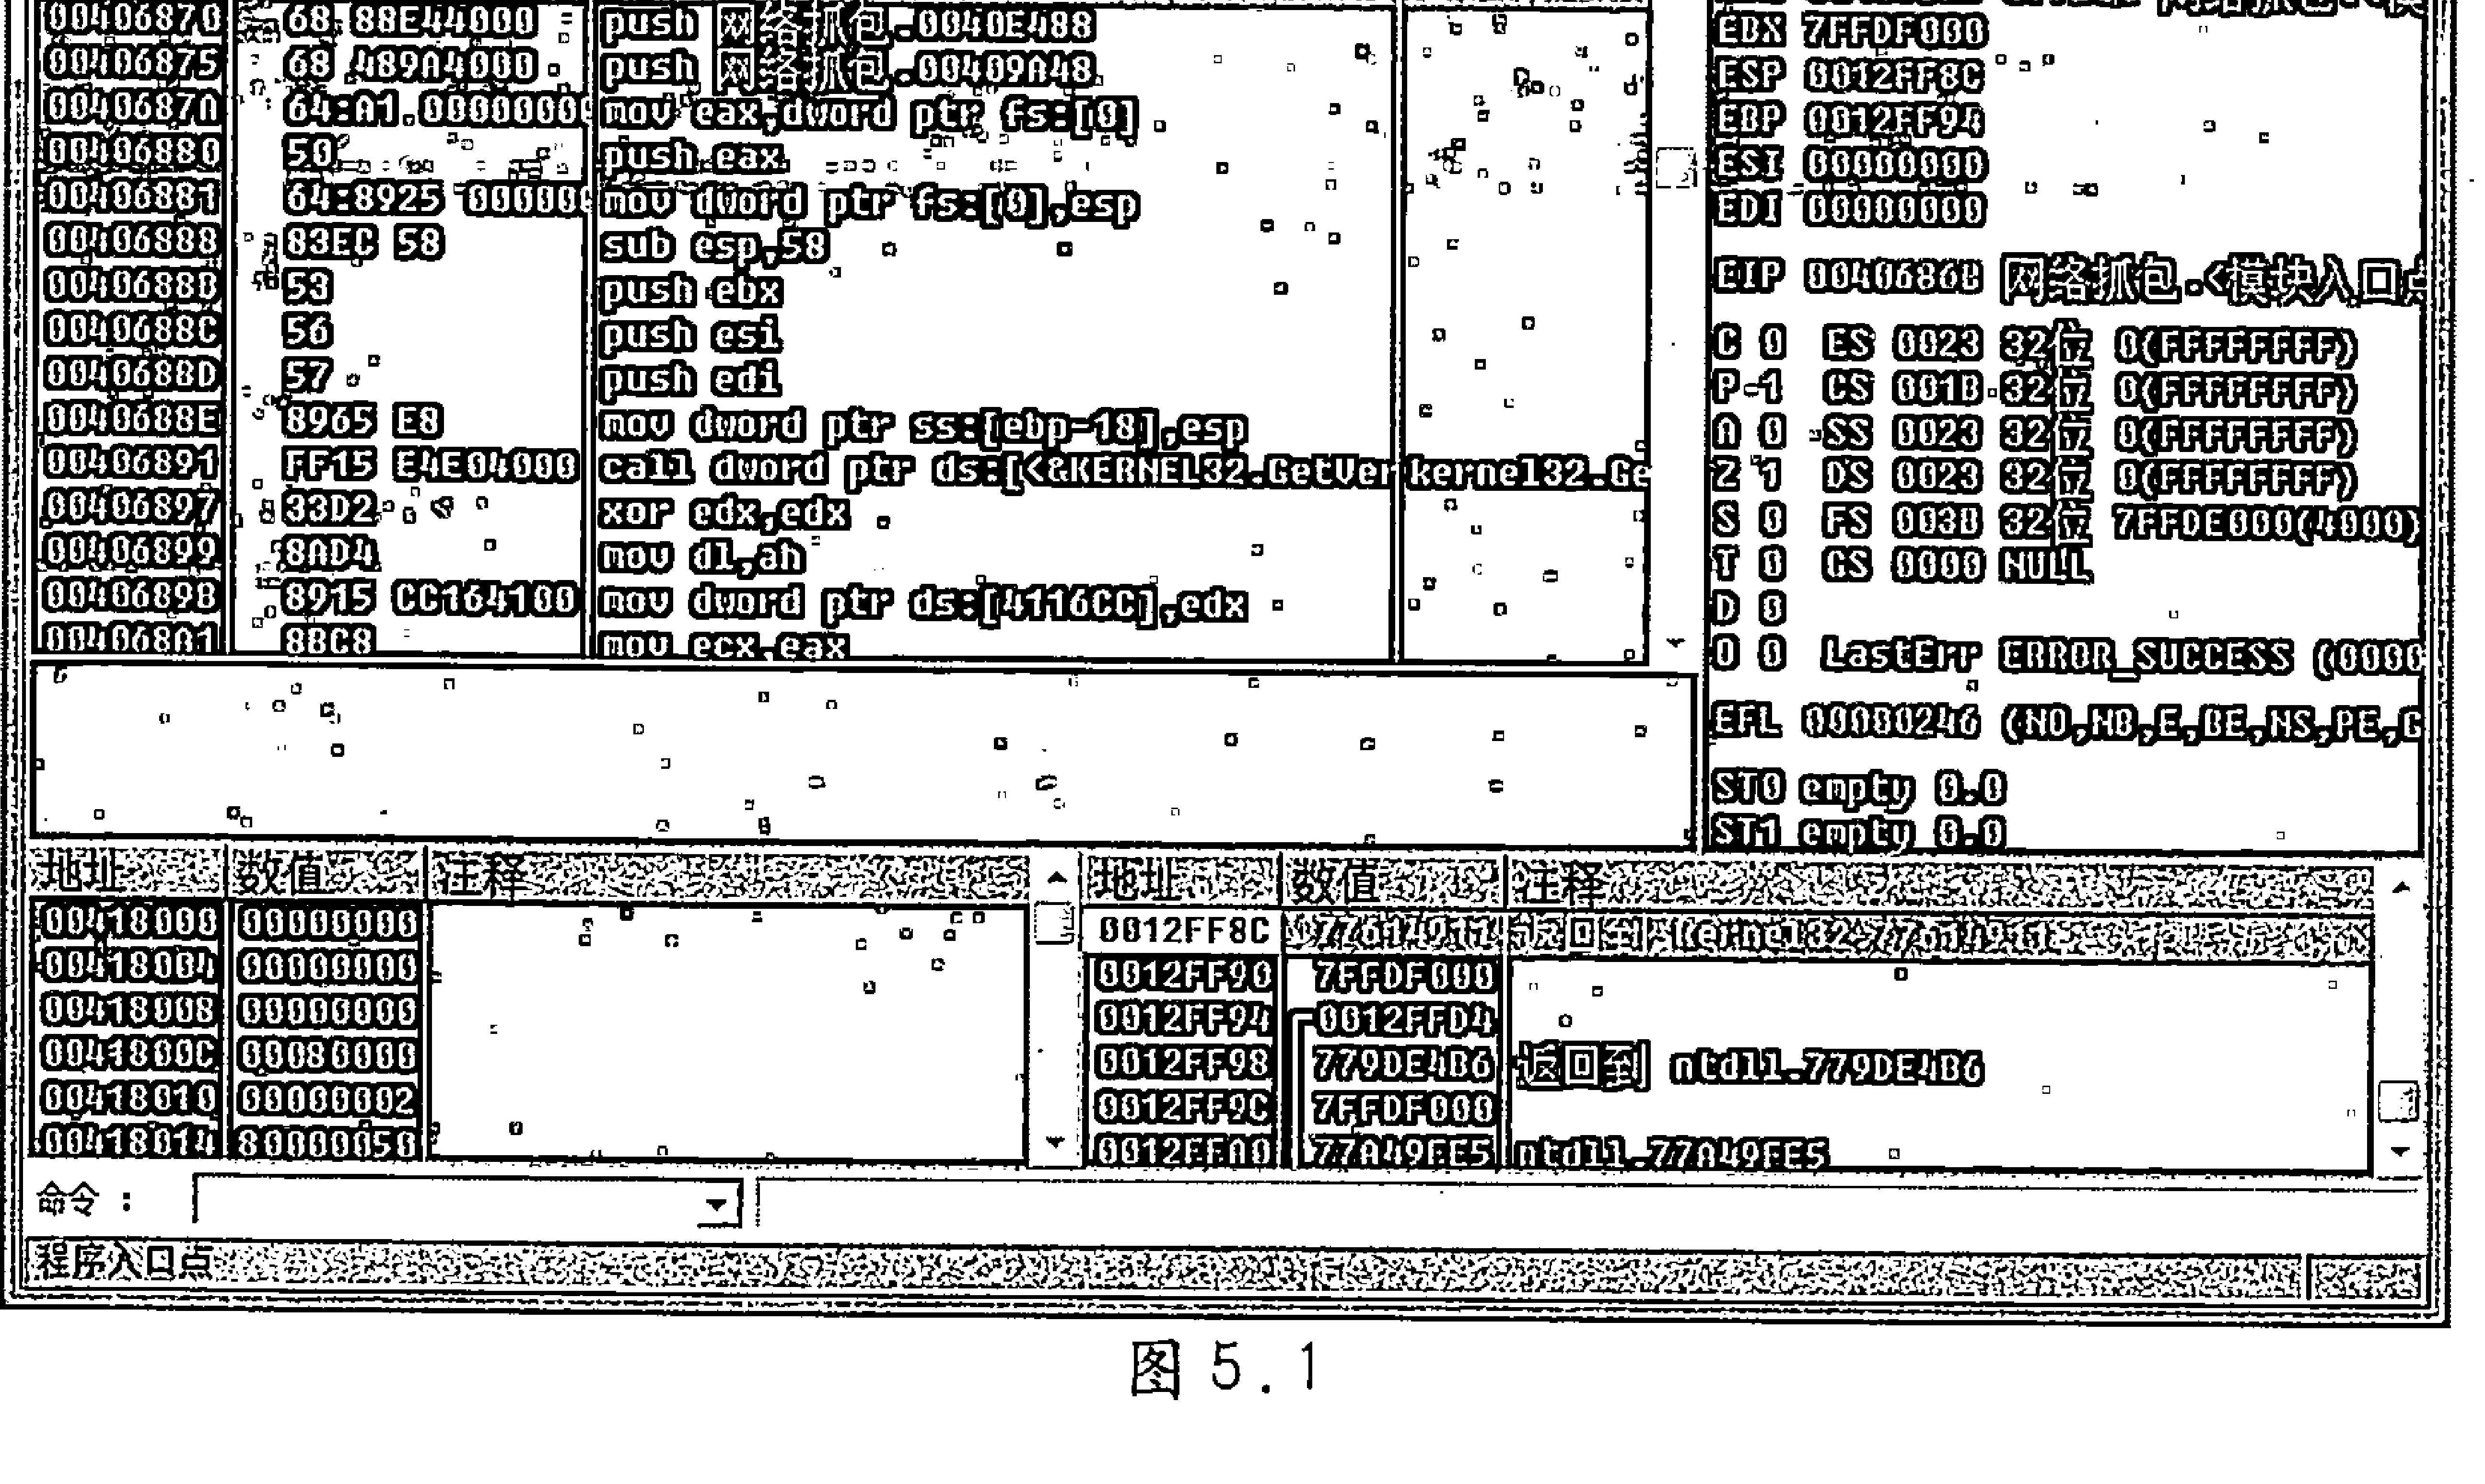 00406870 68 88E44000 push 网络抓包.0040E488
00406875 68 489A4000 push 网络抓包.00409A48
0040687A 64:A1 0000000 mov eax,dword ptr fs:[0]
00406880 50 push eax
00406881 64:8925 000000 mov dword ptr fs:[0],esp
00406888 83EC 58 sub esp,58
0040688B 53 push ebx
0040688C 56 push esi
0040688D 57 push edi
0040688E 8965 E8 mov dword ptr ss:[ebp-18],esp
00406891 FF15 E4E04000 call dword ptr ds:[<&KERNEL32.GetVer kernel32.Ge
00406897 33D2 xor edx,edx
00406899 8AD4 mov dl,ah
0040689B 8915 CC164100 mov dword ptr ds:[4116CC],edx
004068A1 8BC8 mov ecx,eax
EBX 7FFDF000
ESP 0012FF8C
EBP 0012FF94
ESI 00000000
EDI 00000000
EIP 0040686B 网络抓包.<模块入口点
C 0 ES 0023 32位 0(FFFFFFFF)
P 1 CS 001B 32位 0(FFFFFFFF)
A 0 SS 0023 32位 0(FFFFFFFF)
Z 1 DS 0023 32位 0(FFFFFFFF)
S 0 FS 003B 32位 7FFDE000(4000)
T 0 GS 0000 NULL
D 0
O 0 LastErr ERROR_SUCCESS (0000
EFL 00000246 (NO,NB,E,BE,NS,PE,G
ST0 empty 0.0
ST1 empty 0.0
地址 数值 注释
00418000 00000000
00418004 00000000
00418008 00000000
0041800C 00080000
00418010 00000002
00418014 80000050
地址 数值 注释
0012FF8C 77614911 返回到 kernel32.77614911
0012FF90 7FFDF000
0012FF94 0012FFD4
0012FF98 779DE4B6 返回到 ntdll.779DE4B6
0012FF9C 7FFDF000
0012FFA0 77A49FE5 ntdll.77A49FE5
命令 :
程序入口点
图 5.1